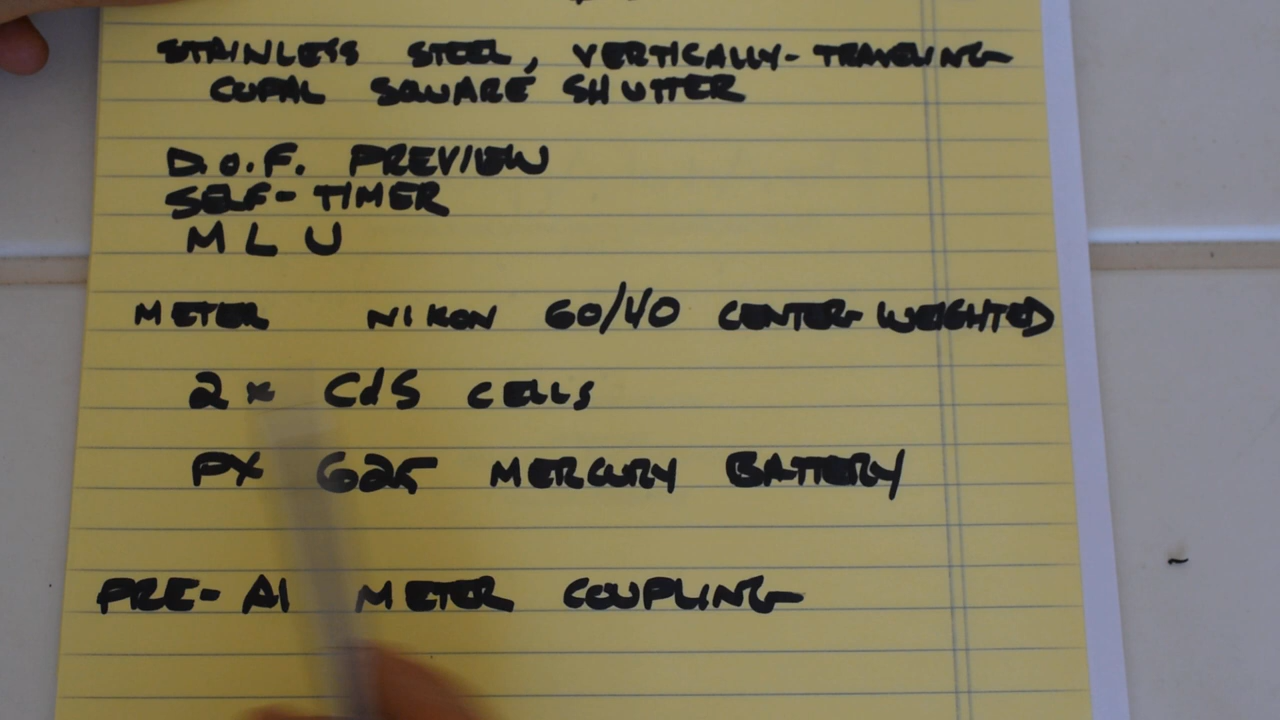 STAINLESS STEEL, VERTICALLY-TRAVELING
COPAL SQUARE SHUTTER
D.O.F. PREVIEW
SELF-TIMER
MLU
METER NIKON 60/40 CENTER-WEIGHTED
2x CdS CELLS
PX 625 MERCURY BATTERY
PRE-AI METER COUPLING